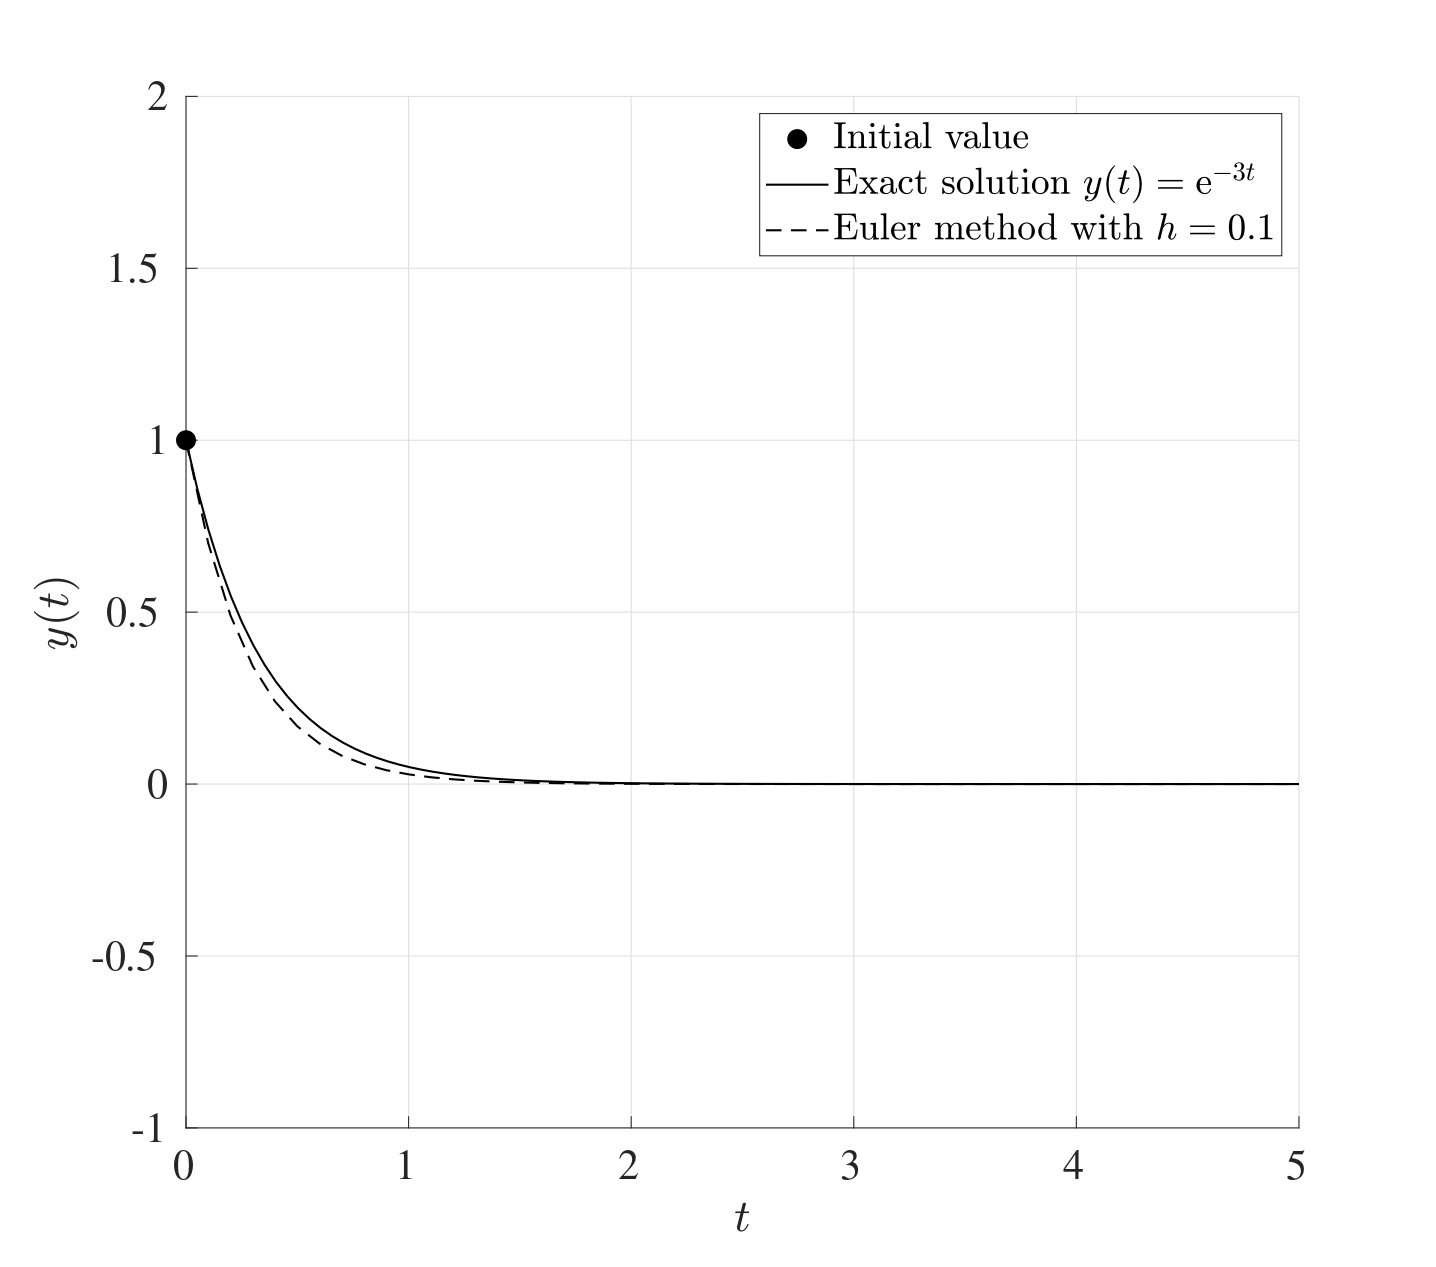 2
Initial value
Exact solution y(t) = e^{-3t}
Euler method with h = 0.1
1.5
1
y(t)
0.5
0
-0.5
-1
0 1 2 3 4 5
t